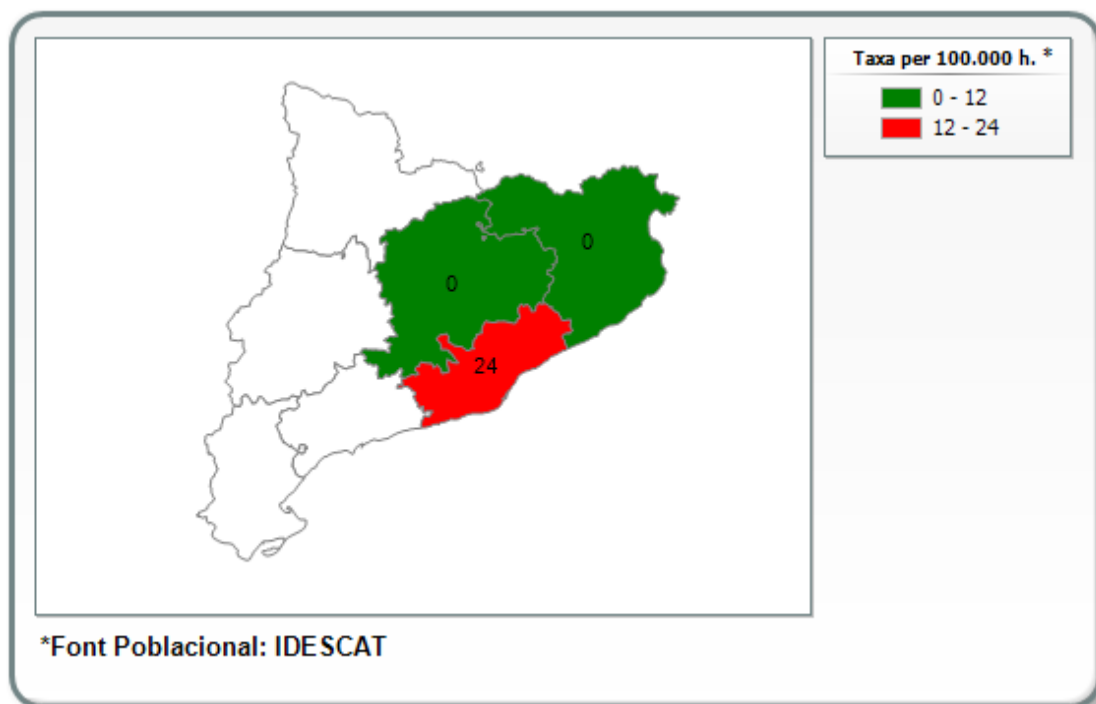 Taxa per 100.000 h. *
0 - 12
12 - 24
0
0
24
*Font Poblacional: IDESCAT